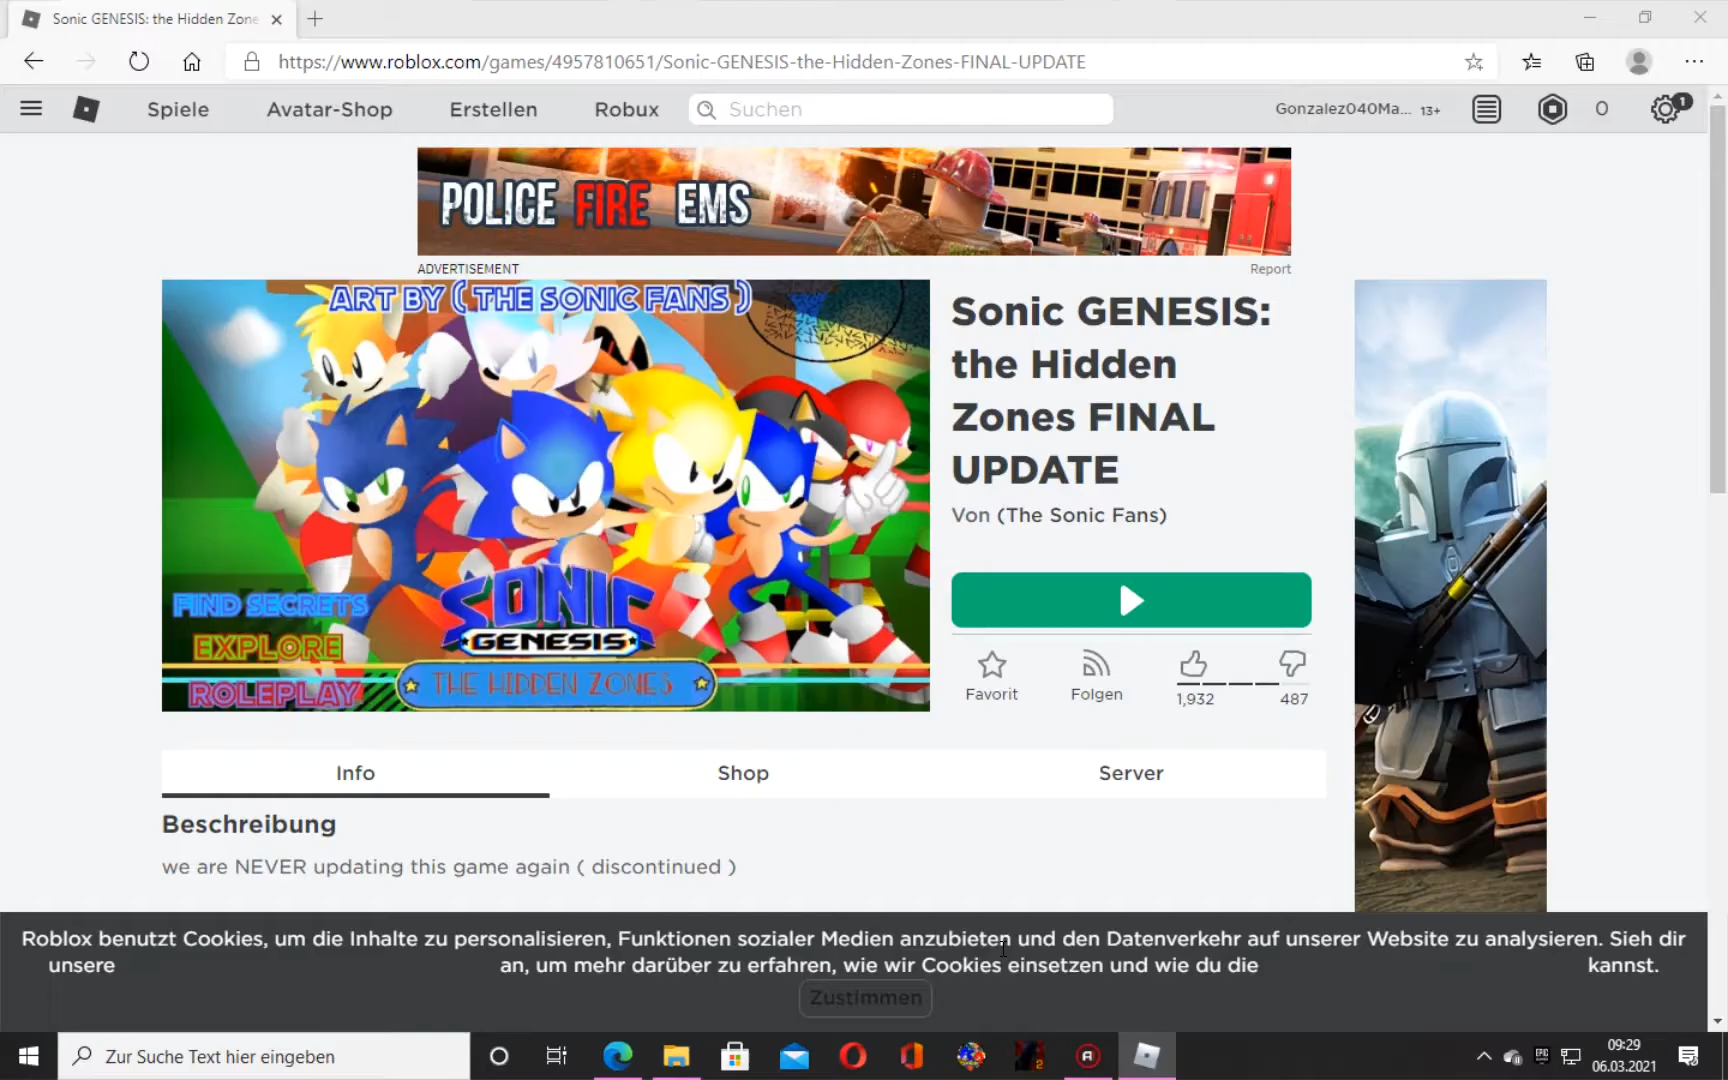 Sonic GENESIS: the Hidden Zone
https://www.roblox.com/games/4957810651/Sonic-GENESIS-the-Hidden-Zones-FINAL-UPDATE
Spiele Avatar-Shop Erstellen Robux Suchen Gonzalez040Ma... 13+ 0 1
POLICE FIRE EMS
ADVERTISEMENT Report
ART BY ( THE SONIC FANS )
FIND SECRETS
EXPLORE
ROLEPLAY
SONIC
GENESIS
THE HIDDEN ZONES
Sonic GENESIS:
the Hidden
Zones FINAL
UPDATE
Von (The Sonic Fans)
Favorit Folgen 1,932 487
Info Shop Server
Beschreibung
we are NEVER updating this game again ( discontinued )
Roblox benutzt Cookies, um die Inhalte zu personalisieren, Funktionen sozialer Medien anzubieten und den Datenverkehr auf unserer Website zu analysieren. Sieh dir
unsere an, um mehr darüber zu erfahren, wie wir Cookies einsetzen und wie du die kannst.
Zustimmen
Zur Suche Text hier eingeben
EPIC
09:29
06.03.2021